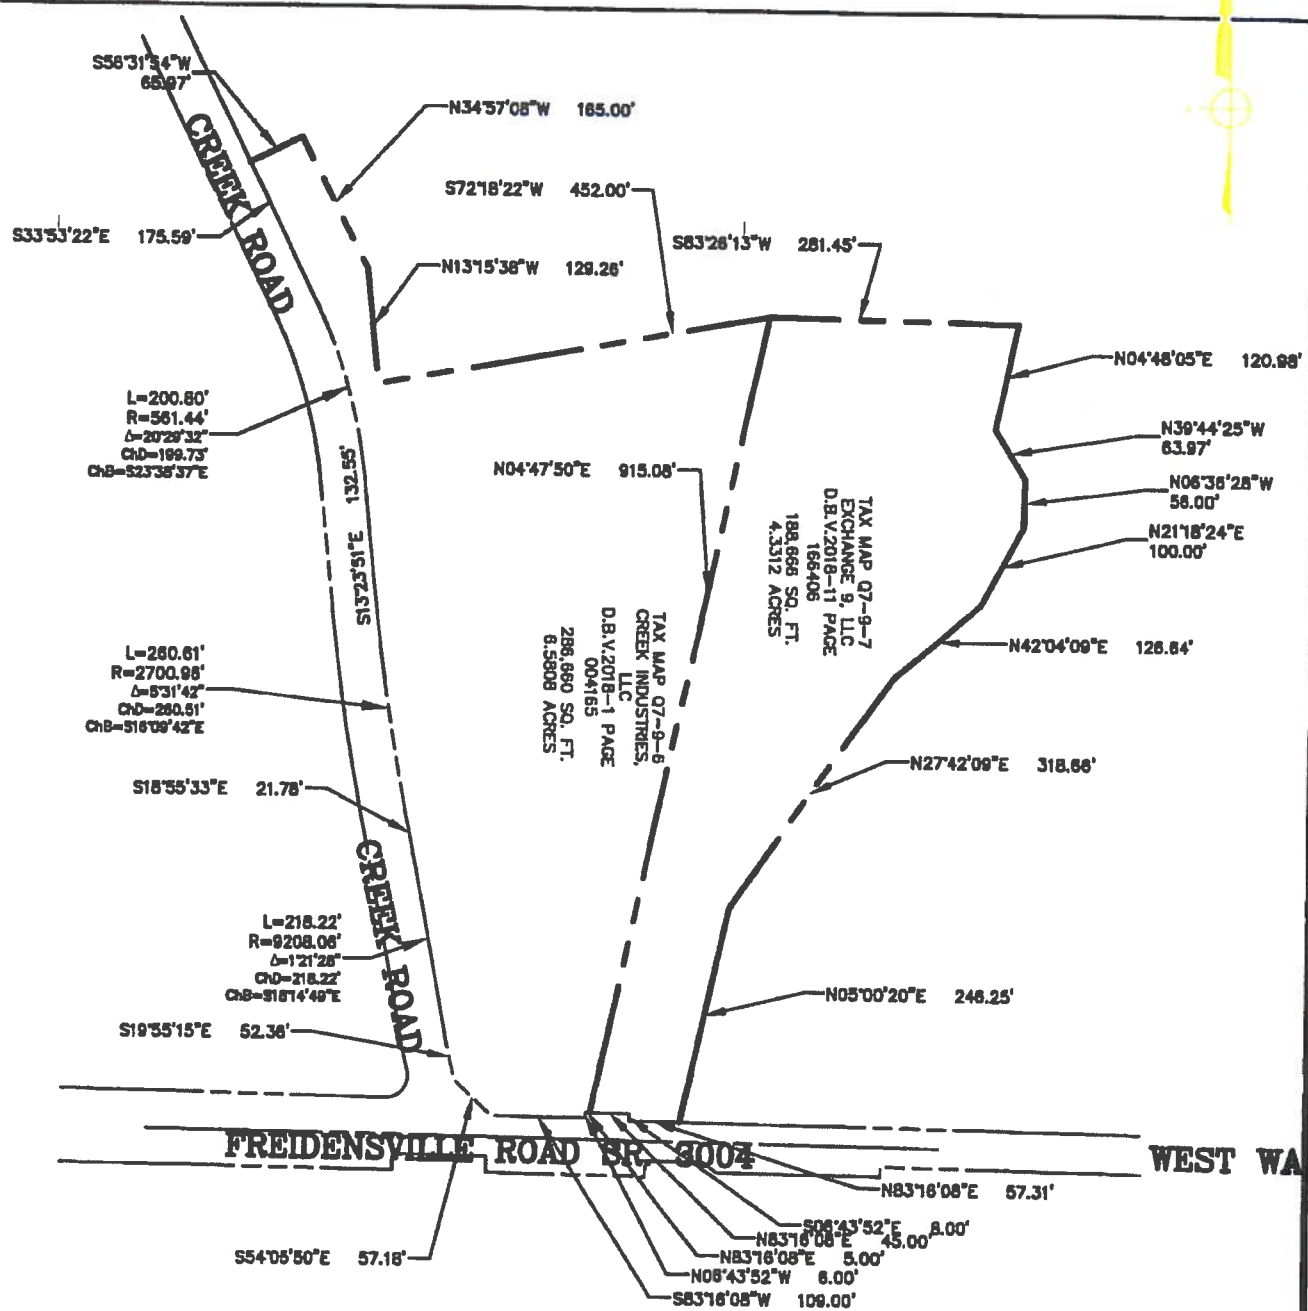 S56°31'54"W
65.97'
N34°57'08"W 165.00'
CREEK ROAD
S72°18'22"W 452.00'
S33°53'22"E 175.59'
S83°26'13"W 281.45'
N13°15'38"W 129.26'
N04°48'05"E 120.98'
L=200.80'
R=561.44'
Δ=20°29'32"
ChD=199.73'
ChB=S23°38'37"E
N39°44'25"W
63.97'
N04°47'50"E 915.08'
N06°36'28"W
56.00'
S13°23'51"E 132.55'
TAX MAP Q7-9-7
EXCHANGE 9, LLC
D.B.V.2018-11 PAGE
166406
188,666 SQ. FT.
4.3312 ACRES
N21°18'24"E
100.00'
TAX MAP Q7-9-6
CREEK INDUSTRIES,
LLC
D.B.V.2018-1 PAGE
004165
286,660 SQ. FT.
6.5808 ACRES
N42°04'09"E 126.64'
L=260.61'
R=2700.98'
Δ=5°31'42"
ChD=260.51'
ChB=S16°09'42"E
N27°42'09"E 318.66'
S18°55'33"E 21.78'
CREEK ROAD
L=218.22'
R=9208.06'
Δ=1°21'28"
ChD=218.22'
ChB=S18°14'49"E
N05°00'20"E 246.25'
S19°55'15"E 52.36'
FREIDENSVILLE ROAD SR 3004
WEST WA
N83°16'08"E 57.31'
S06°43'52"E 8.00'
N83°16'08"E 45.00'
S54°05'50"E 57.18'
N83°16'08"E 5.00'
N06°43'52"W 6.00'
S83°16'08"W 109.00'